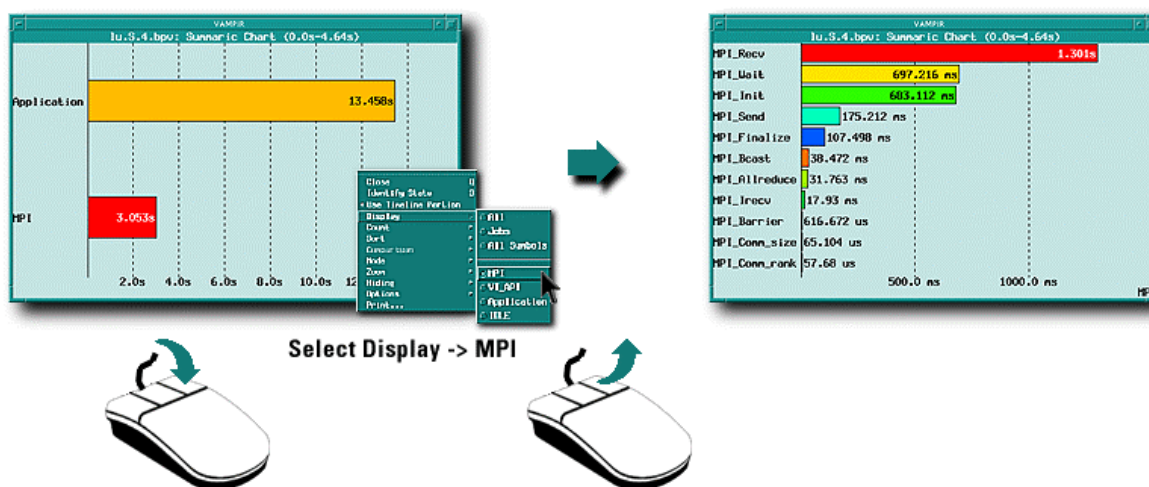 VAMPIR
lu.S.4.bpv: Summaric Chart (0.0s-4.64s)
Application
13.458s
MPI
3.053s
2.0s 4.0s 6.0s 8.0s 10.0s
Close
Identify State
Use Timeline Portion
Display
Count
Sort
Comparison
Mode
Zoom
Hiding
Options
Print...
All
Jobs
All Symbols
MPI
VT_API
Application
IDLE
Select Display -> MPI
VAMPIR
lu.S.4.bpv: Summaric Chart (0.0s-4.64s)
MPI_Recv 1.301s
MPI_Wait 697.216 ms
MPI_Init 683.112 ms
MPI_Send 175.212 ms
MPI_Finalize 107.498 ms
MPI_Bcast 38.472 ms
MPI_Allreduce 31.763 ms
MPI_Irecv 17.93 ms
MPI_Barrier 616.672 us
MPI_Comm_size 65.104 us
MPI_Comm_rank 57.68 us
500.0 ms 1000.0 ms